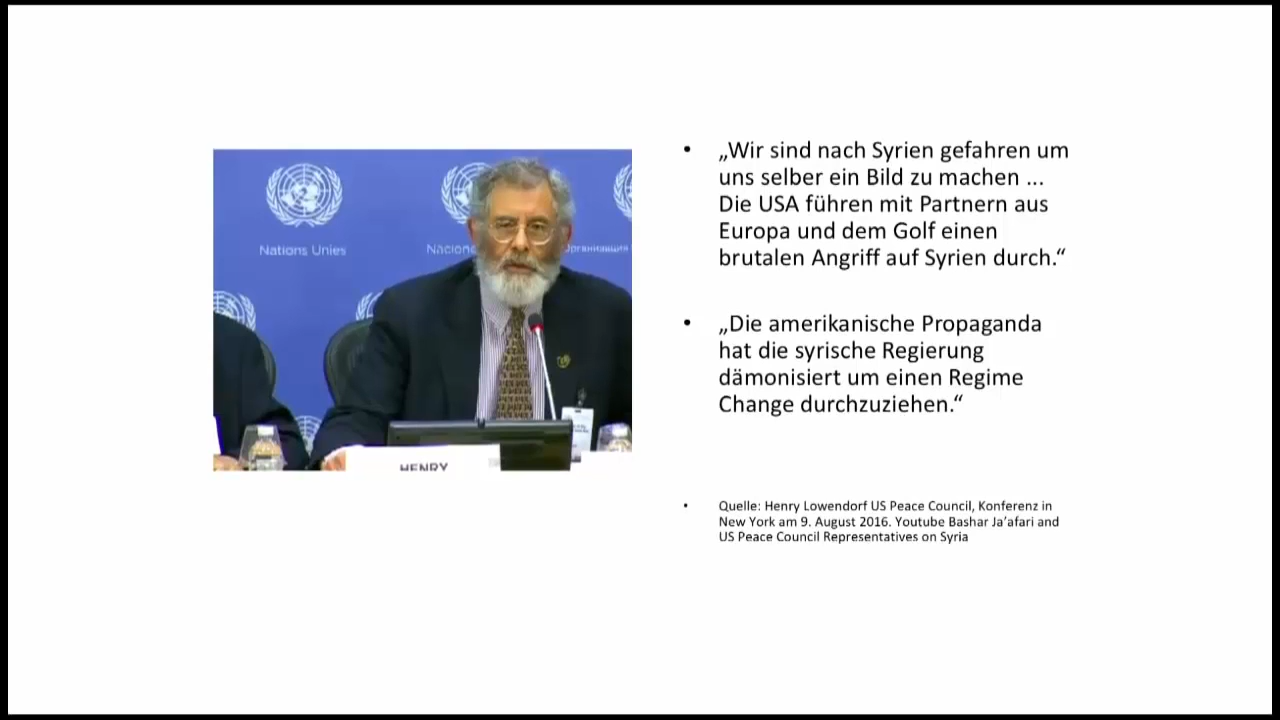 Nations Unies
Nacione
Организация
HENRY
• „Wir sind nach Syrien gefahren um
uns selber ein Bild zu machen ...
Die USA führen mit Partnern aus
Europa und dem Golf einen
brutalen Angriff auf Syrien durch.“
• „Die amerikanische Propaganda
hat die syrische Regierung
dämonisiert um einen Regime
Change durchzuziehen.“
• Quelle: Henry Lowendorf US Peace Council, Konferenz in
New York am 9. August 2016. Youtube Bashar Ja’afari and
US Peace Council Representatives on Syria